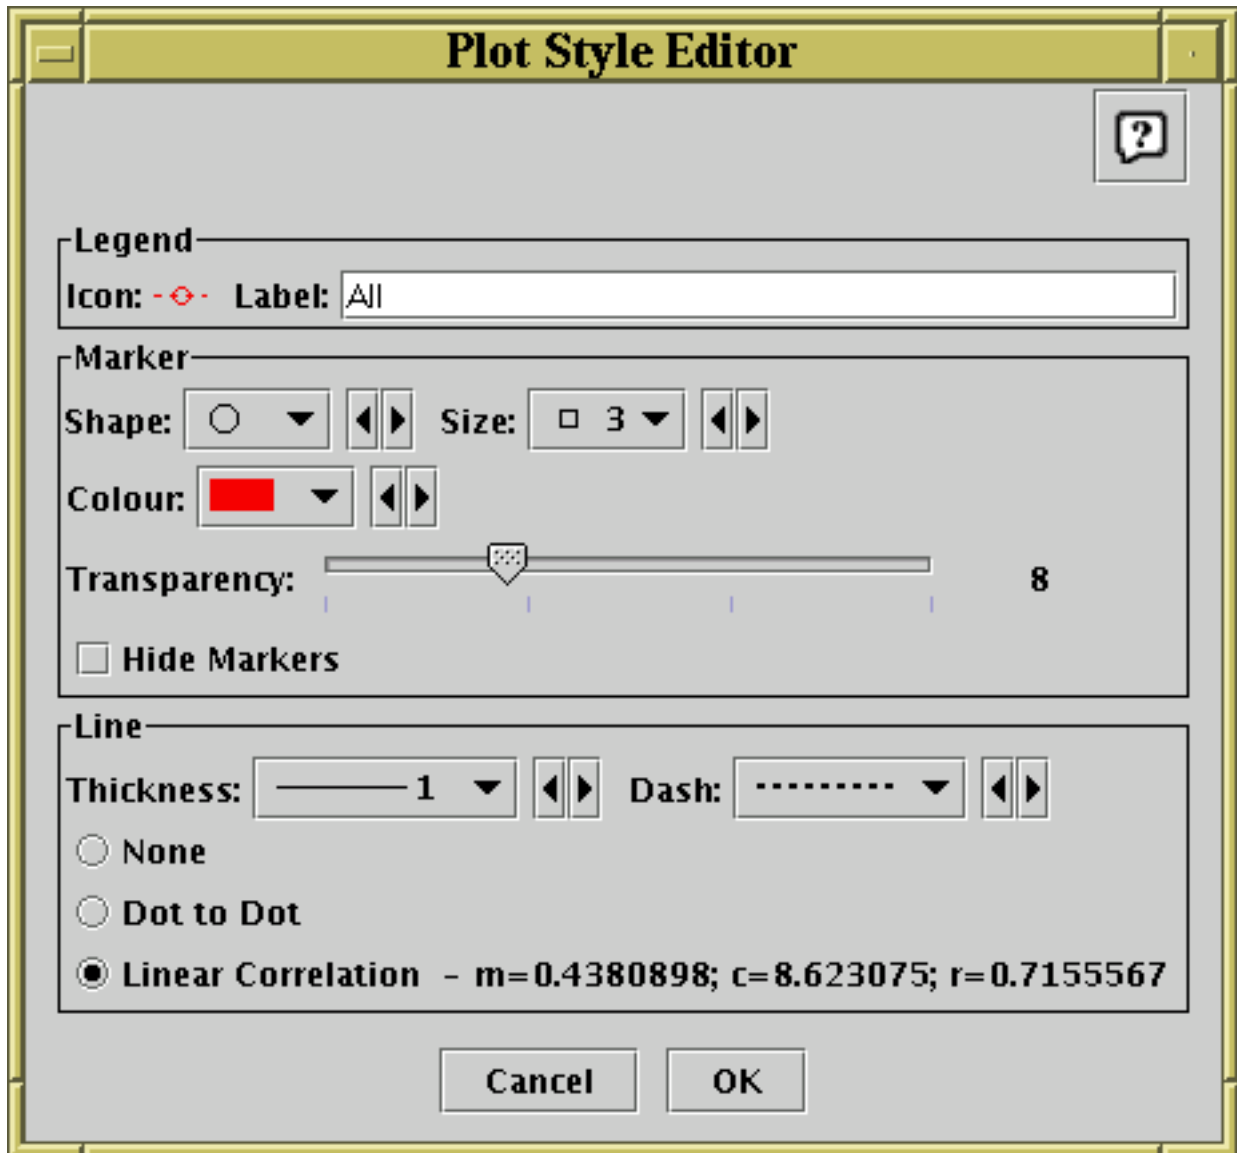 Plot Style Editor
?
Legend
Icon: Label: All
Marker
Shape: Size: 3
Colour:
Transparency: 8
Hide Markers
Line
Thickness: 1 Dash:
None
Dot to Dot
Linear Correlation - m=0.4380898; c=8.623075; r=0.7155567
Cancel OK